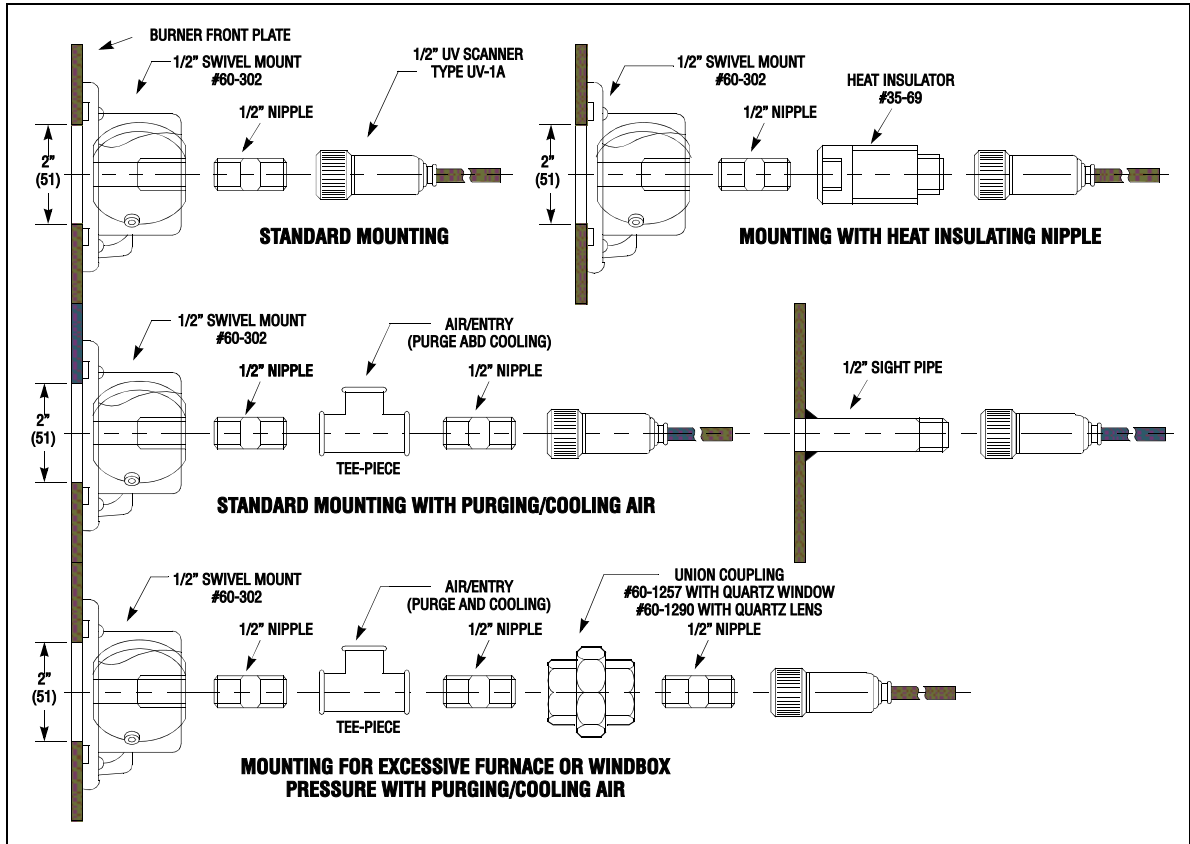 BURNER FRONT PLATE
1/2” SWIVEL MOUNT
#60-302
1/2” NIPPLE
1/2” UV SCANNER
TYPE UV-1A
2”
(51)
STANDARD MOUNTING
1/2” SWIVEL MOUNT
#60-302
1/2” NIPPLE
HEAT INSULATOR
#35-69
2”
(51)
MOUNTING WITH HEAT INSULATING NIPPLE
1/2” SWIVEL MOUNT
#60-302
1/2” NIPPLE
AIR/ENTRY
(PURGE ABD COOLING)
1/2” NIPPLE
2”
(51)
TEE-PIECE
STANDARD MOUNTING WITH PURGING/COOLING AIR
1/2” SIGHT PIPE
1/2” SWIVEL MOUNT
#60-302
1/2” NIPPLE
AIR/ENTRY
(PURGE AND COOLING)
1/2” NIPPLE
UNION COUPLING
#60-1257 WITH QUARTZ WINDOW
#60-1290 WITH QUARTZ LENS
1/2” NIPPLE
2”
(51)
TEE-PIECE
MOUNTING FOR EXCESSIVE FURNACE OR WINDBOX
PRESSURE WITH PURGING/COOLING AIR